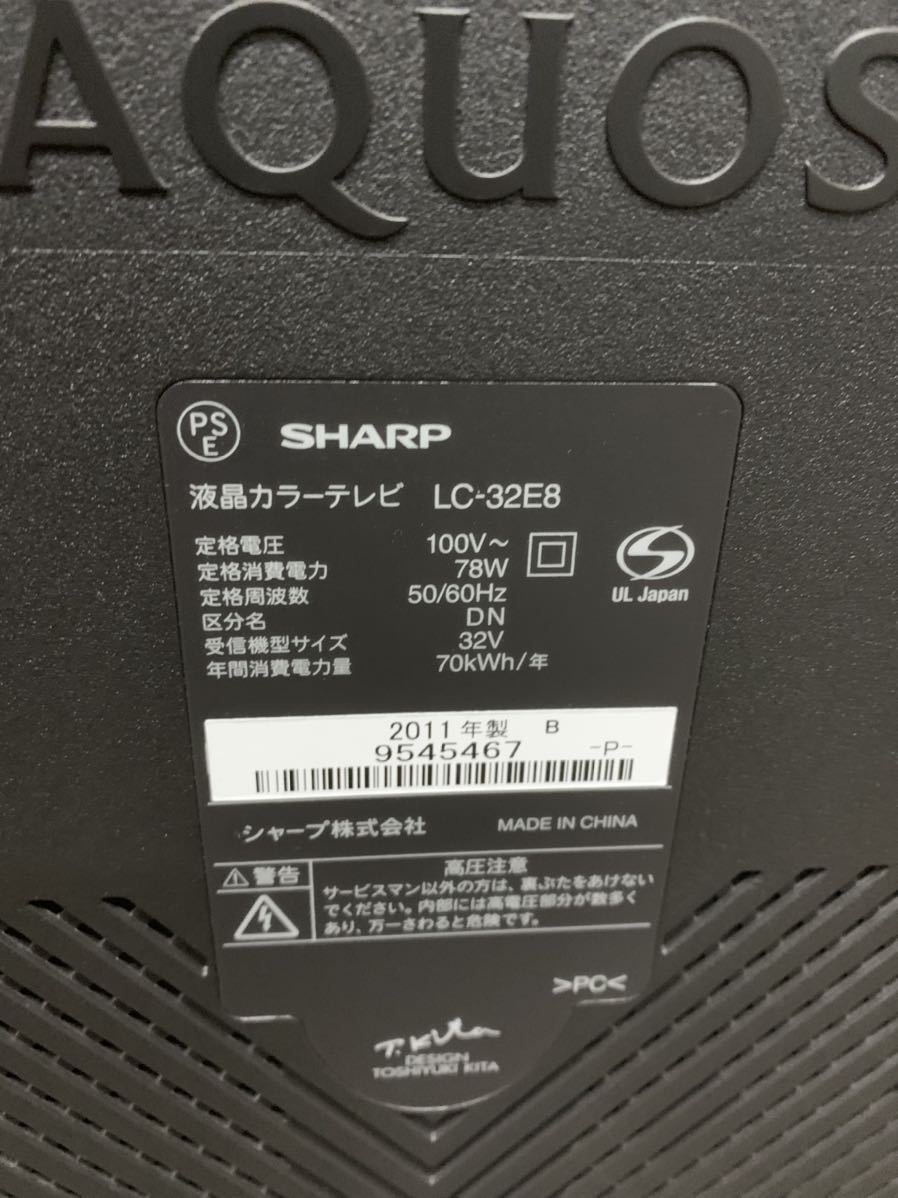 AQUOS
PSE SHARP
液晶カラーテレビ LC-32E8
定格電圧 100V～
定格消費電力 78W
定格周波数 50/60Hz
区分名 DN
受信機型サイズ 32V
年間消費電力量 70kWh/年
UL Japan
2011年製 B
9545467 -P-
シャープ株式会社 MADE IN CHINA
警告
高圧注意
サービスマン以外の方は、裏ぶたをあけない
でください。内部には高電圧部分が数多く
あり、万一さわると危険です。
>PC<
T. Kita
DESIGN
TOSHIYUKI KITA